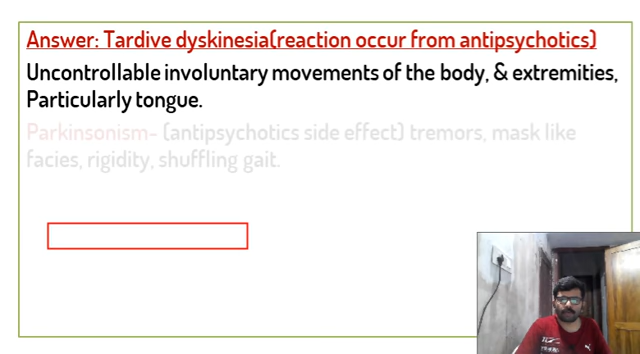 Answer: Tardive dyskinesia(reaction occur from antipsychotics)
Uncontrollable involuntary movements of the body, & extremities,
Particularly tongue.
Parkinsonism- (antipsychotics side effect) tremors, mask like
facies, rigidity, shuffling gait.